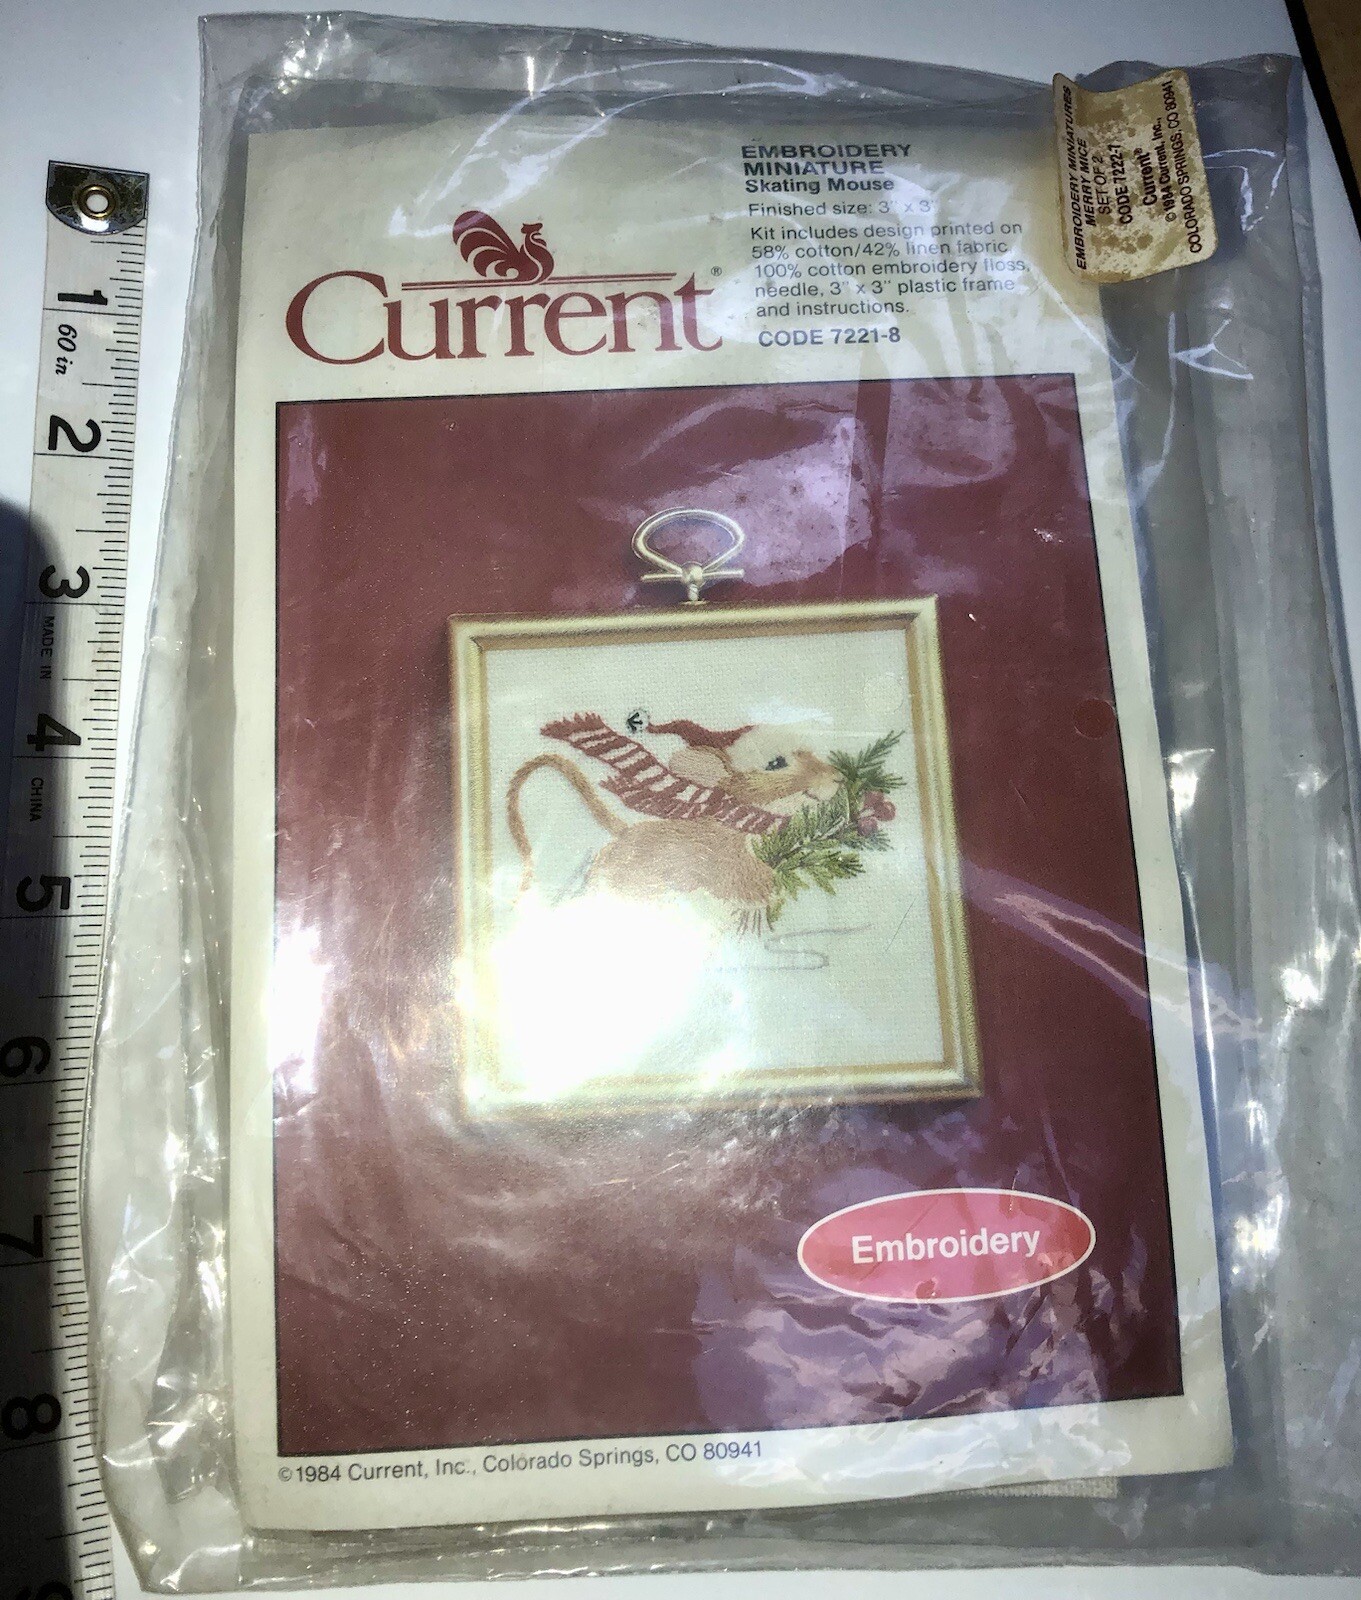 EMBROIDERY
MINIATURE
Skating Mouse
Finished size: 3" x 3"
Kit includes design printed on
58% cotton/42% linen fabric,
100% cotton embroidery floss,
needle, 3" x 3" plastic frame
and instructions.
CODE 7221-8
Current®
EMBROIDERY MINIATURES
MERRY MICE
SET OF 2
CODE 7222-1
Current®
© 1984 Current, Inc.,
COLORADO SPRINGS, CO 80941
Embroidery
©1984 Current, Inc., Colorado Springs, CO 80941
1
60 in
2
3
MADE IN
4
CHINA
5
6
7
8
9